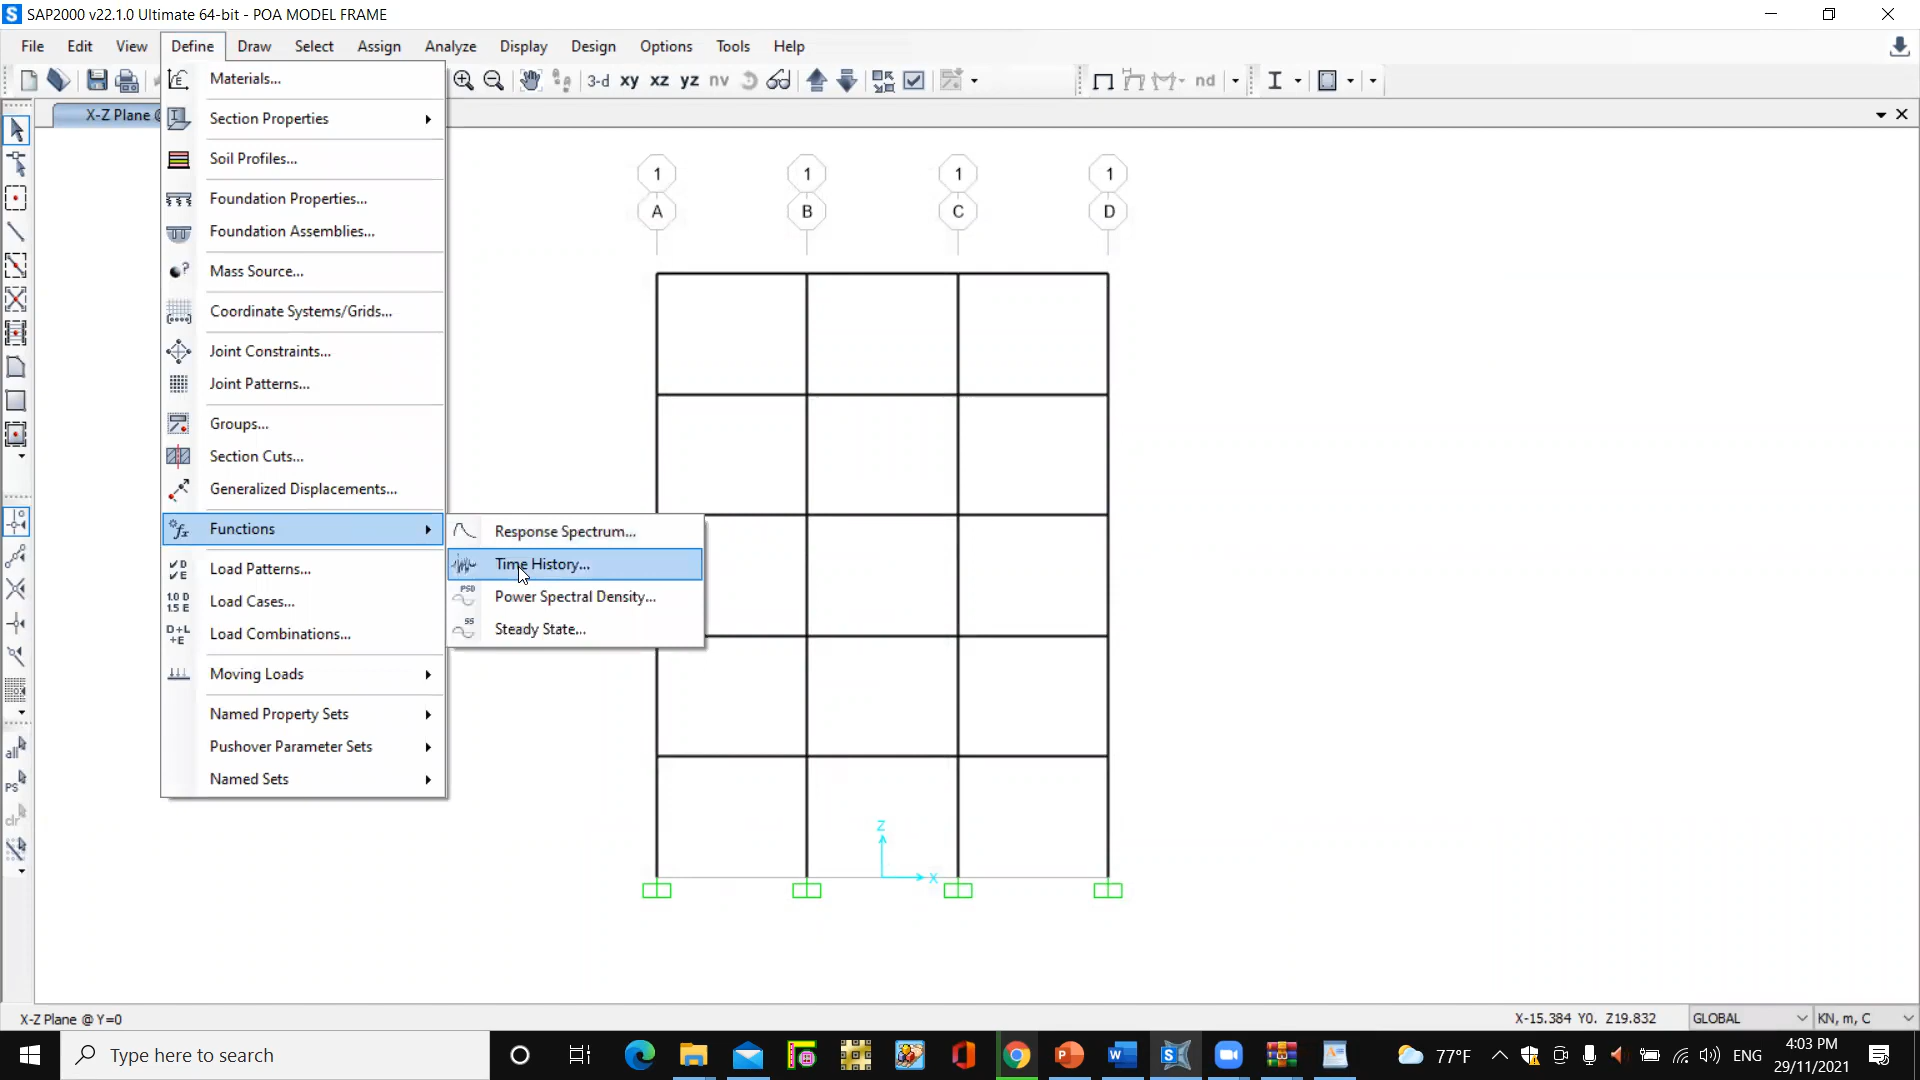 SAP2000 v22.1.0 Ultimate 64-bit - POA MODEL FRAME
File Edit View Define Draw Select Assign Analyze Display Design Options Tools Help
3-d xy xz yz nv nd
X-Z Plane @
Materials...
Section Properties
Soil Profiles...
Foundation Properties...
Foundation Assemblies...
Mass Source...
Coordinate Systems/Grids...
Joint Constraints...
Joint Patterns...
Groups...
Section Cuts...
Generalized Displacements...
Functions
Load Patterns...
Load Cases...
Load Combinations...
Moving Loads
Named Property Sets
Pushover Parameter Sets
Named Sets
Response Spectrum...
Time History...
Power Spectral Density...
Steady State...
1 1 1 1
A B C D
Z
X
all
PS
clr
X-Z Plane @ Y=0
X-15.384 Y0. Z19.832
GLOBAL
KN, m, C
Type here to search
77°F
ENG
4:03 PM
29/11/2021